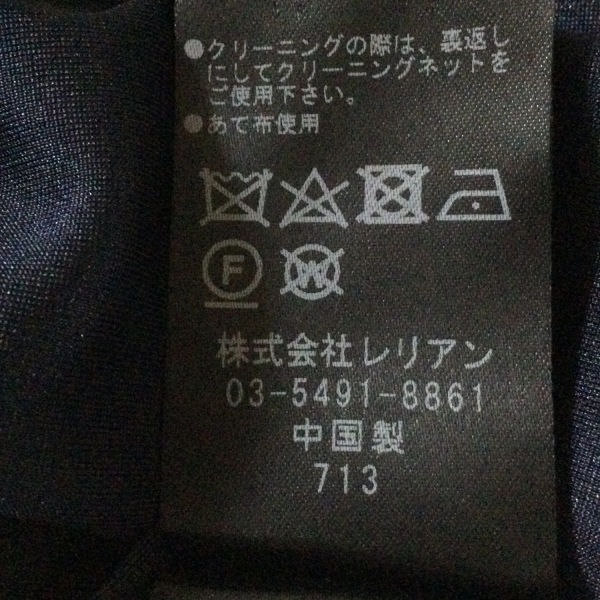 ●クリーニングの際は、裏返し
にしてクリーニングネットを
ご使用下さい。
●あて布使用
F W
株式会社レリアン
03-5491-8861
中国製
713